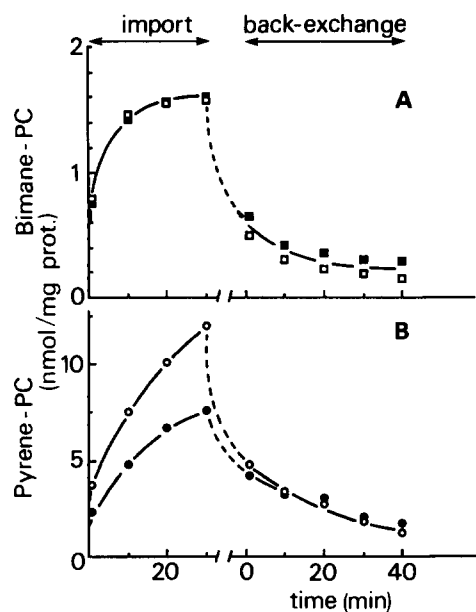 import back-exchange
A
Bimane-PC
2
1
0
B
Pyrene-PC
(nmol/mg prot.)
10
5
0
20 0 20 40
time (min)